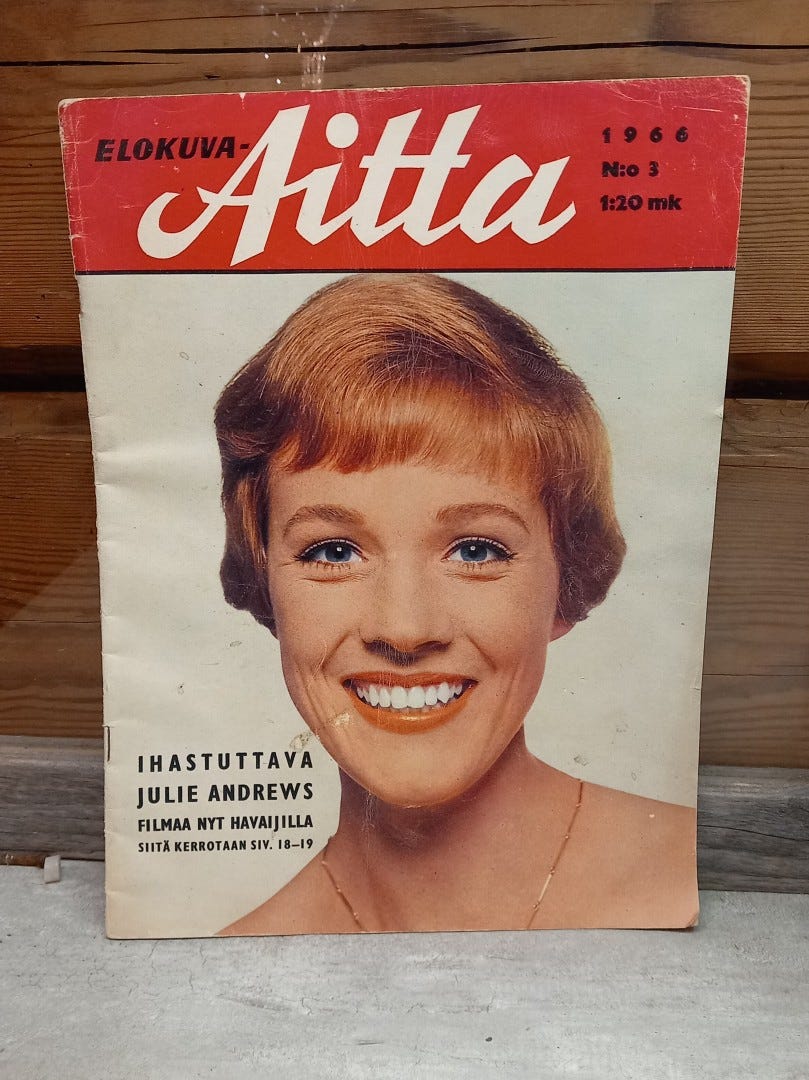 ELOKUVA-
Aitta
1966
N:o 3
1:20 mk
IHASTUTTAVA
JULIE ANDREWS
FILMAA NYT HAVAIJILLA
SIITÄ KERROTAAN SIV. 18–19